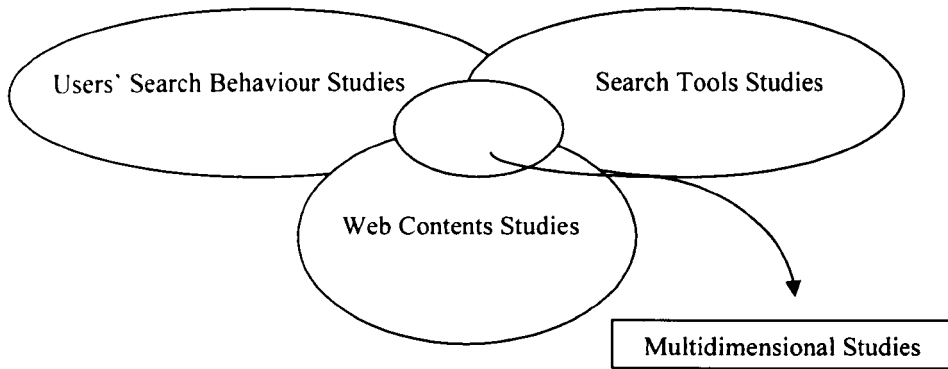 Users' Search Behaviour Studies
Search Tools Studies
Web Contents Studies
Multidimensional Studies